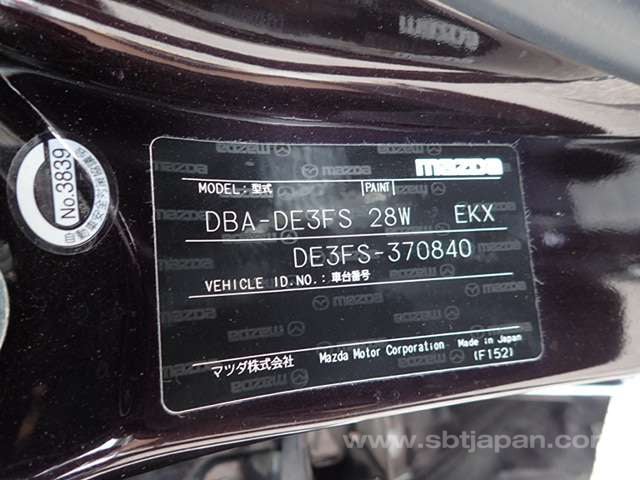 mazda
MODEL:型式 PAINT
DBA-DE3FS 28W EKX
DE3FS-370840
VEHICLE ID.NO.:車台番号
マツダ株式会社 Mazda Motor Corporation Made in Japan
(F152)
No.3839
www.sbtjapan.com